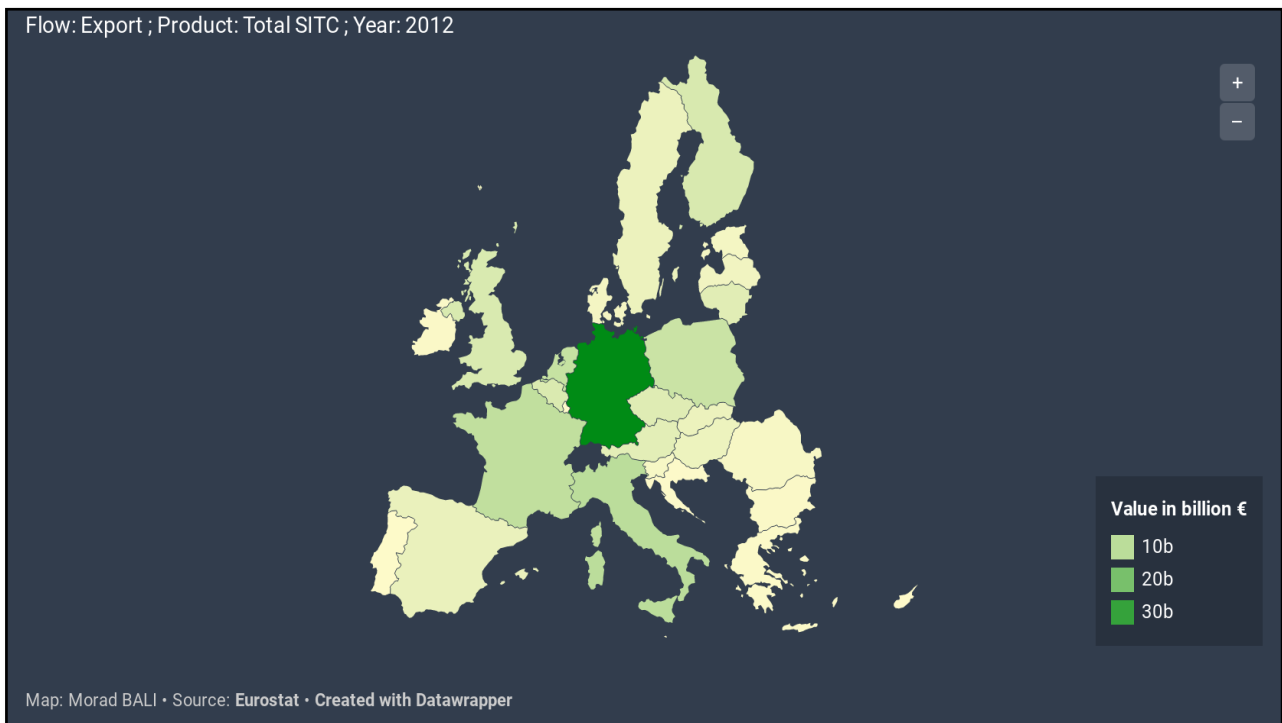 Flow: Export ; Product: Total SITC ; Year: 2012
+
−
Value in billion €
10b
20b
30b
Map: Morad BALI • Source: Eurostat • Created with Datawrapper